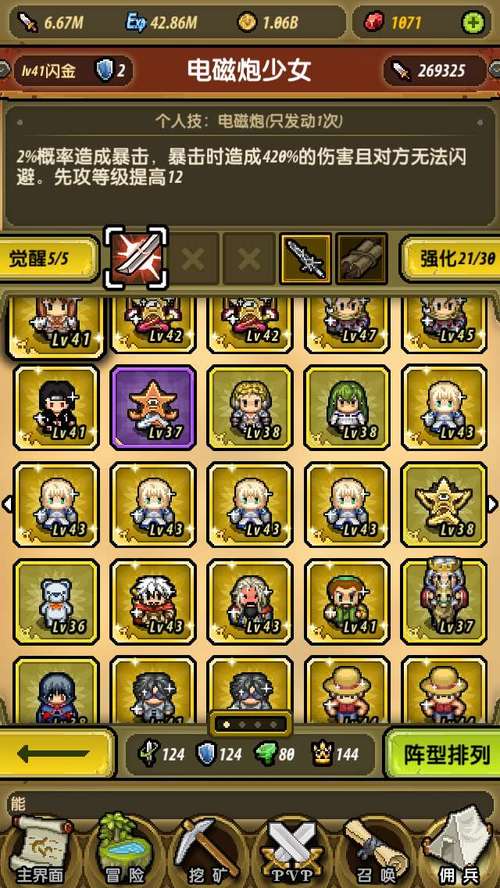 6.67M Exp 42.86M 1.06B 1071
lv41闪金 2 电磁炮少女 269325
个人技：电磁炮(只发动1次)
2%概率造成暴击，暴击时造成420%的伤害且对方无法闪
避。先攻等级提高12
觉醒5/5 强化21/30
Lv41 Lv42 Lv42 Lv47 Lv45
Lv41 Lv37 Lv38 Lv38 Lv43
Lv43 Lv43 Lv43 Lv43 Lv38
Lv36 Lv43 Lv43 Lv41 Lv37
124 124 80 144 阵型排列
能
主界面 冒险 挖矿 PVP 召唤 佣兵